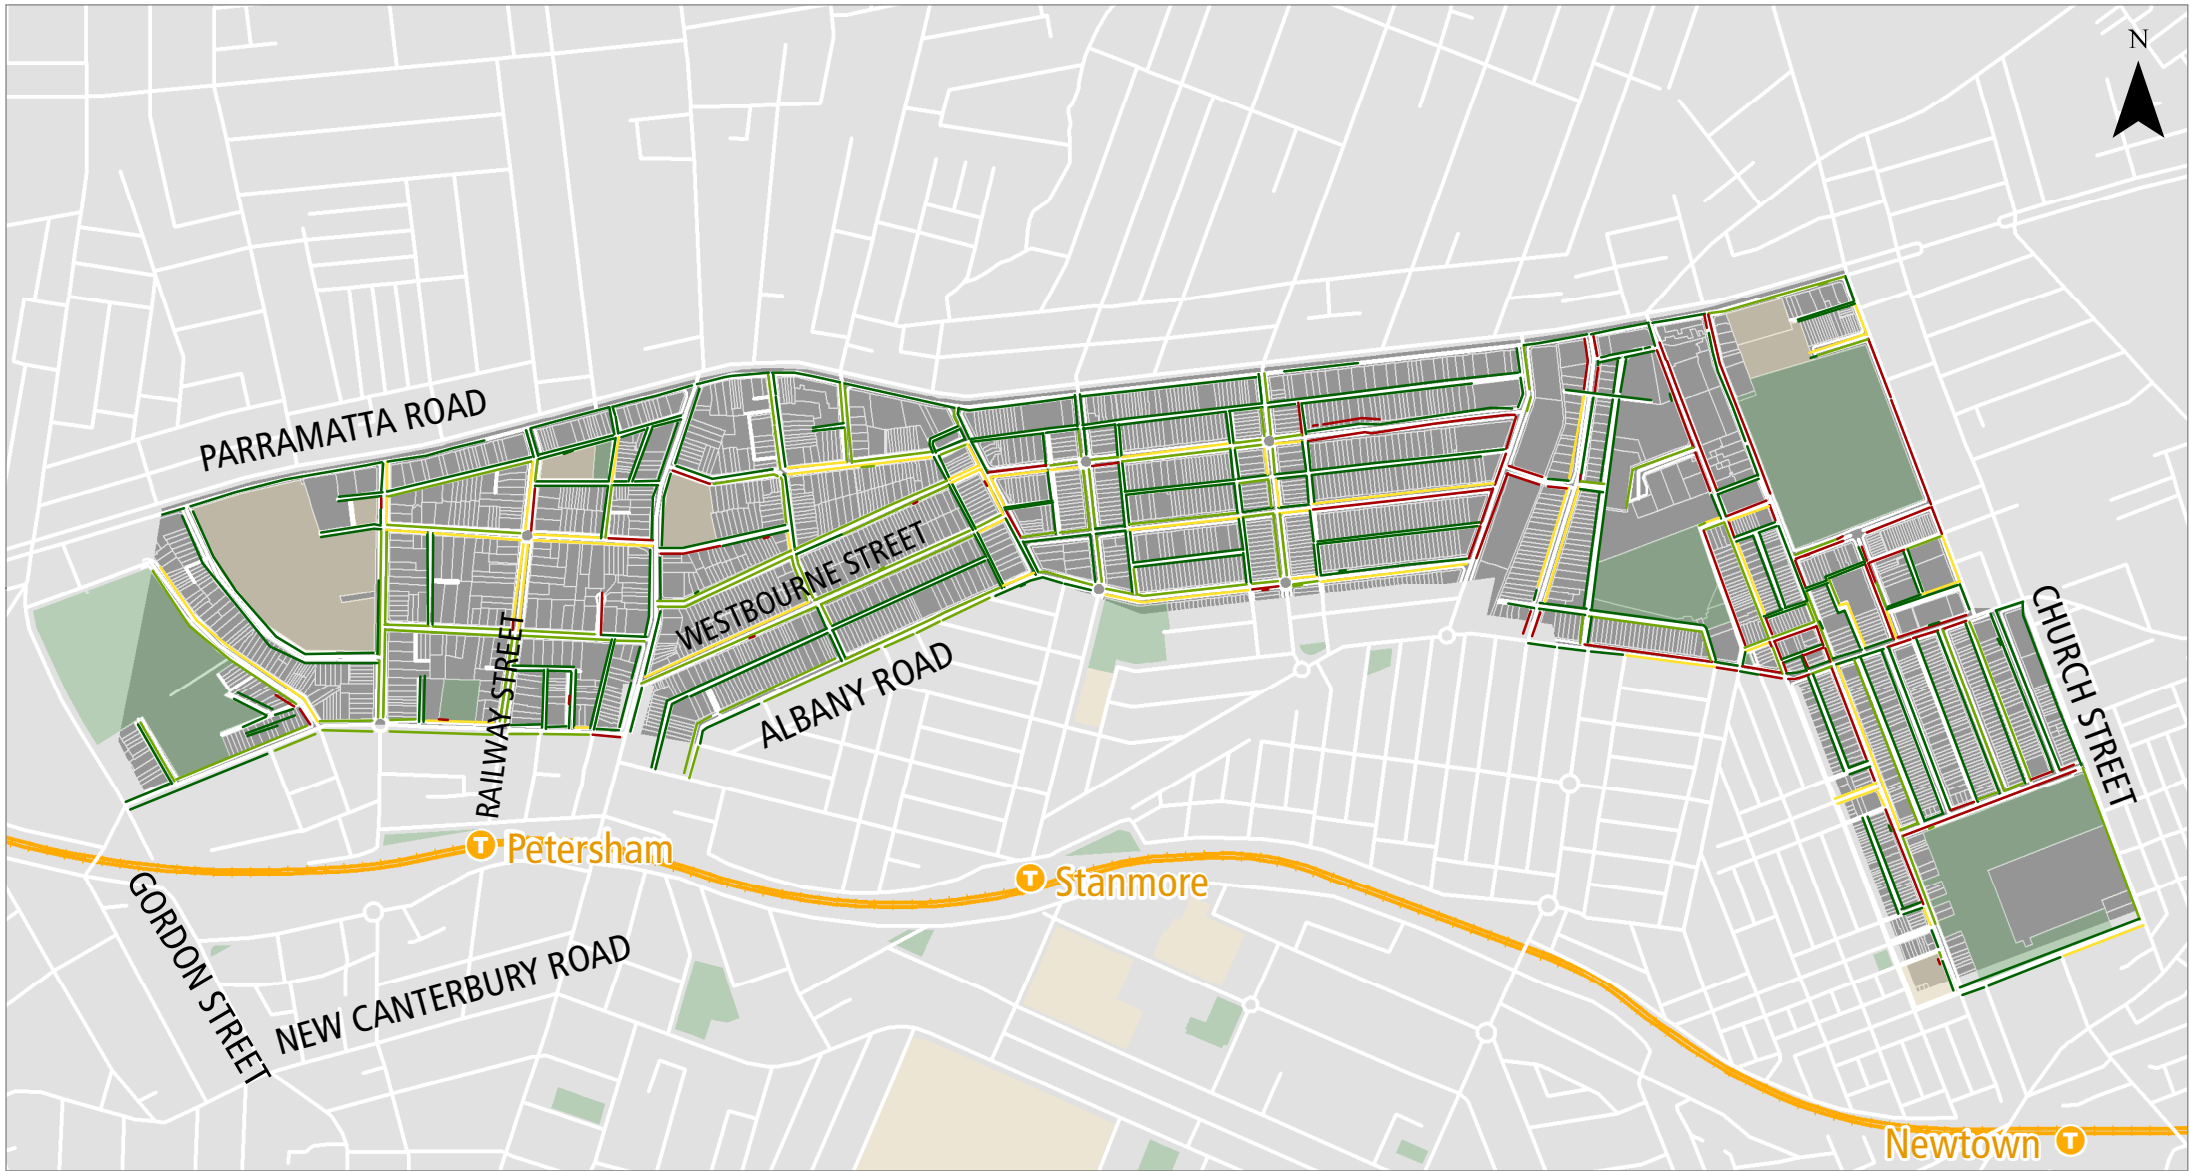 N
PARRAMATTA ROAD
WESTBOURNE STREET
CHURCH STREET
ALBANY ROAD
RAILWAY STREET
T Petersham
T Stanmore
GORDON STREET
NEW CANTERBURY ROAD
Newtown T